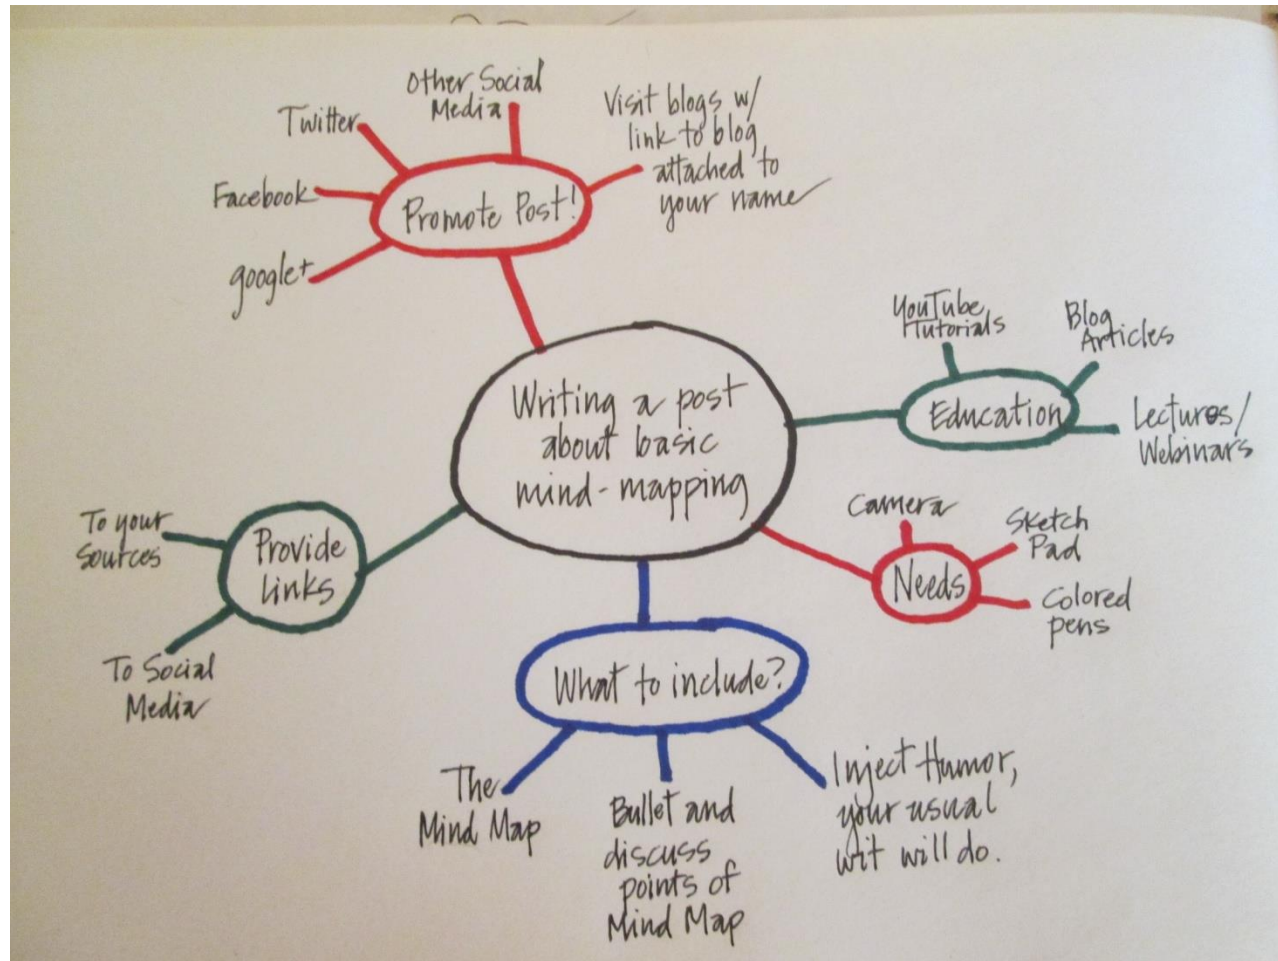 Other Social
Media
Twitter
Visit blogs w/
link to blog
attached to
your name
Facebook
Promote Post!
google+
YouTube
Tutorials
Blog
Articles
Education
Lectures/
Webinars
Writing a post
about basic
mind-mapping
Camera
Sketch
Pad
Needs
Colored
pens
To your
Sources
Provide
links
To Social
Media
What to include?
The
Mind Map
Bullet and
discuss
points of
Mind Map
Inject Humor,
your usual
wit will do.